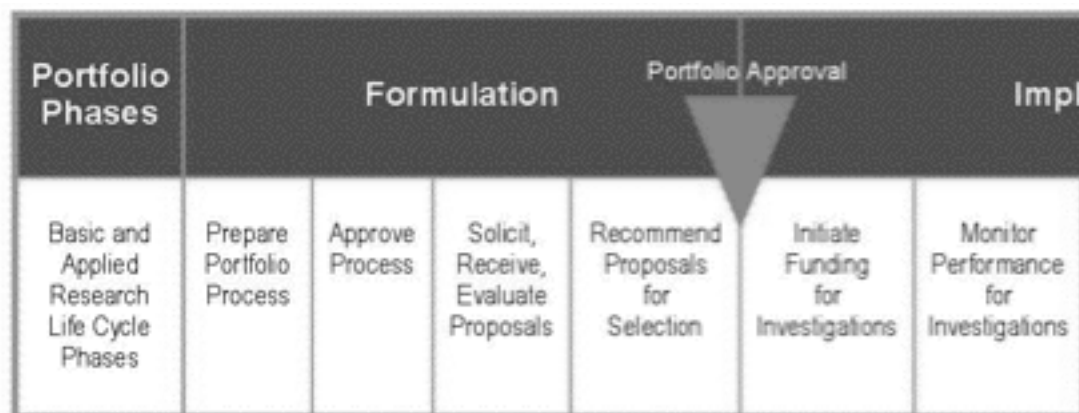 Portfolio
Phases
Formulation
Portfolio Approval
Impl
Basic and
Applied
Research
Life Cycle
Phases
Prepare
Portfolio
Process
Approve
Process
Solicit,
Receive,
Evaluate
Proposals
Recommend
Proposals
for
Selection
Initiate
Funding
for
Investigations
Monitor
Performance
for
Investigations